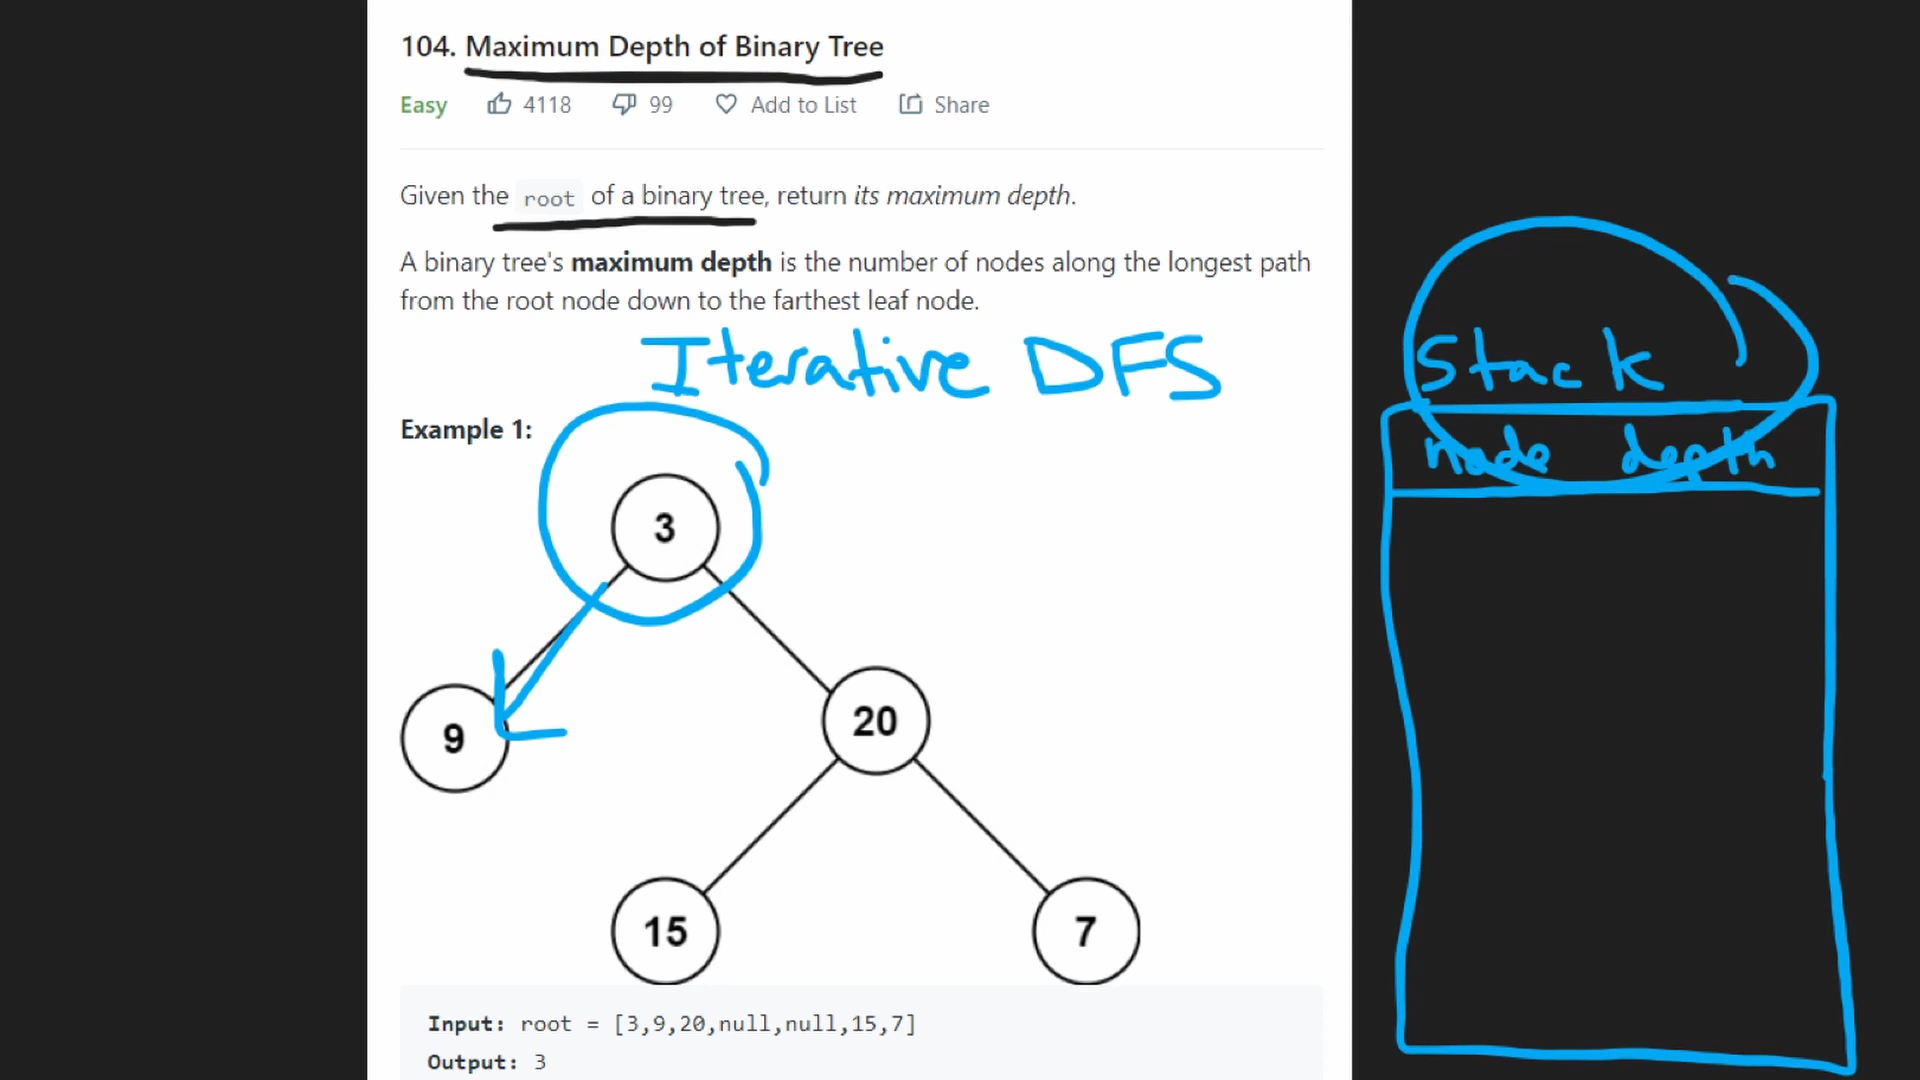 104. Maximum Depth of Binary Tree
Easy 4118 99 Add to List Share
Given the root of a binary tree, return its maximum depth.
A binary tree's maximum depth is the number of nodes along the longest path
from the root node down to the farthest leaf node.
Iterative DFS
Example 1:
3
9
20
15
7
Input: root = [3,9,20,null,null,15,7]
Output: 3
Stack
node depth